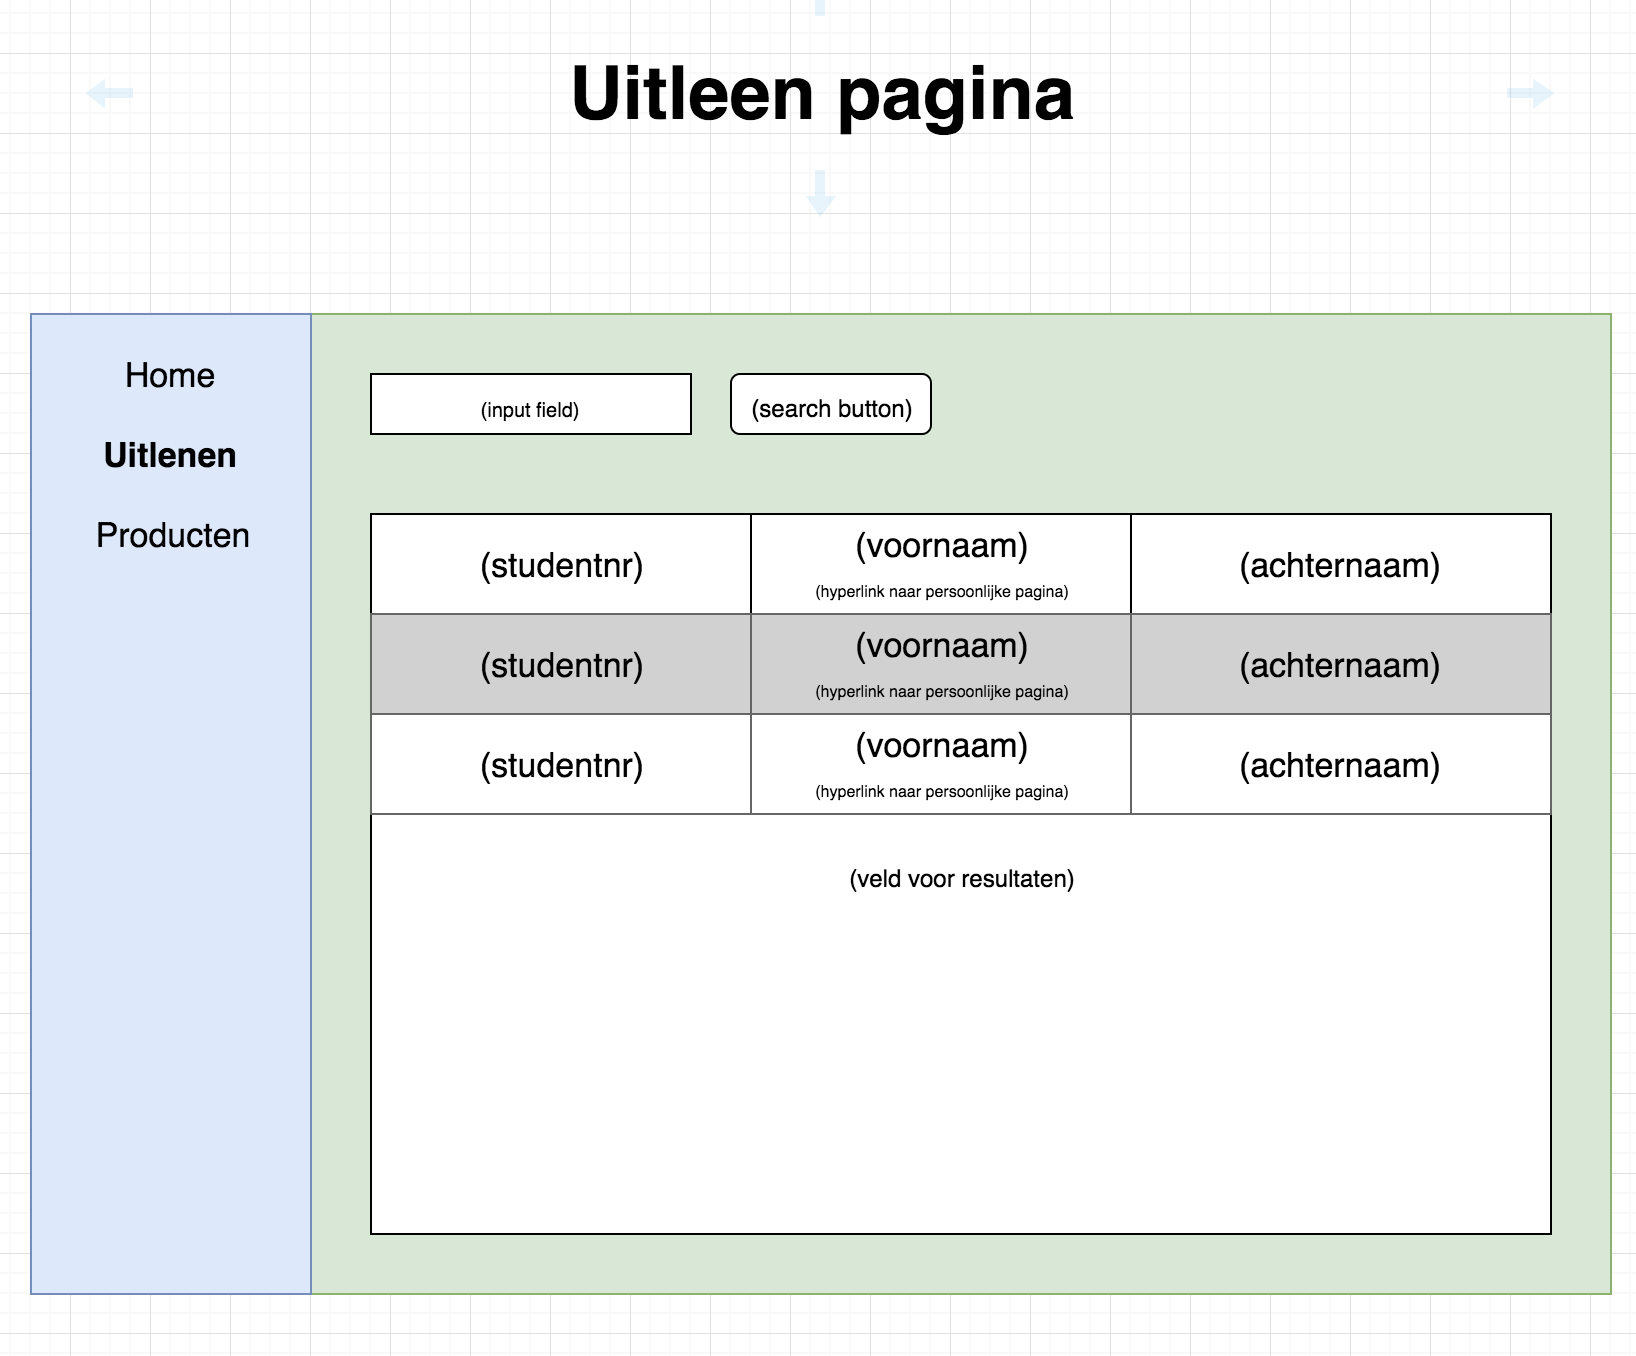 Uitleen pagina
Home
Uitlenen
Producten
(input field)
(search button)
(studentnr)
(voornaam)
(hyperlink naar persoonlijke pagina)
(achternaam)
(studentnr)
(voornaam)
(hyperlink naar persoonlijke pagina)
(achternaam)
(studentnr)
(voornaam)
(hyperlink naar persoonlijke pagina)
(achternaam)
(veld voor resultaten)